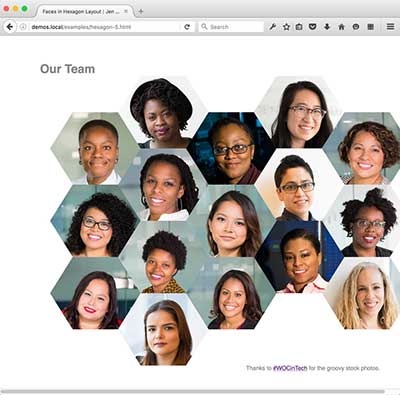 Faces in Hexagon Layout | Jen ...
demos.local/examples/hexagon-5.html
Search
Our Team
Thanks to #WOCinTech for the groovy stock photos.